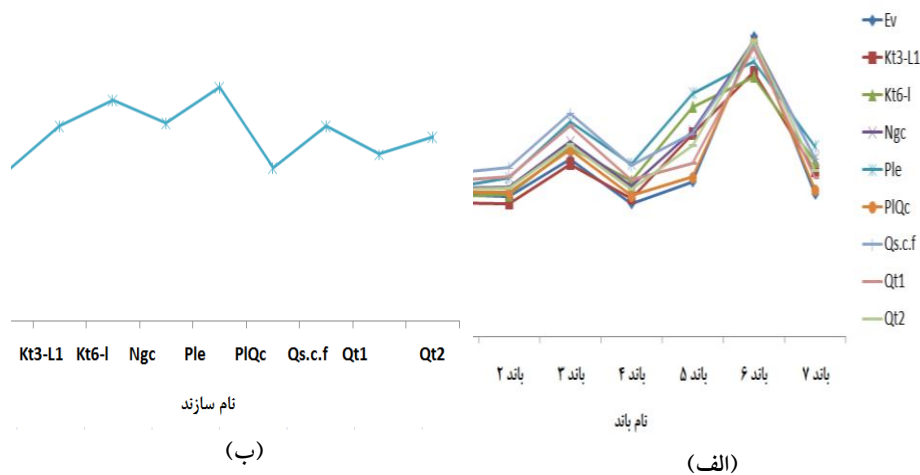 Ev
Kt3-L1
Kt6-l
Ngc
Ple
PlQc
Qs.c.f
Qt1
Qt2
باند ۲ باند ۳ باند ۴ باند ۵ باند ۶ باند ۷
نام باند
(الف)
Kt3-L1 Kt6-l Ngc Ple PlQc Qs.c.f Qt1 Qt2
نام سازند
(ب)